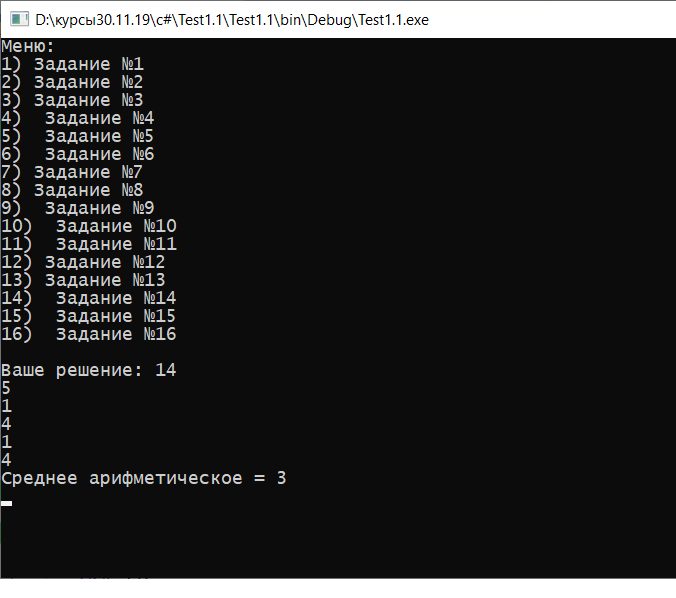 D:\курсы30.11.19\c#\Test1.1\Test1.1\bin\Debug\Test1.1.exe
Меню:
1) Задание №1
2) Задание №2
3) Задание №3
4)  Задание №4
5)  Задание №5
6)  Задание №6
7) Задание №7
8) Задание №8
9)  Задание №9
10)  Задание №10
11)  Задание №11
12) Задание №12
13) Задание №13
14)  Задание №14
15)  Задание №15
16)  Задание №16
Ваше решение: 14
5
1
4
1
4
Среднее арифметическое = 3